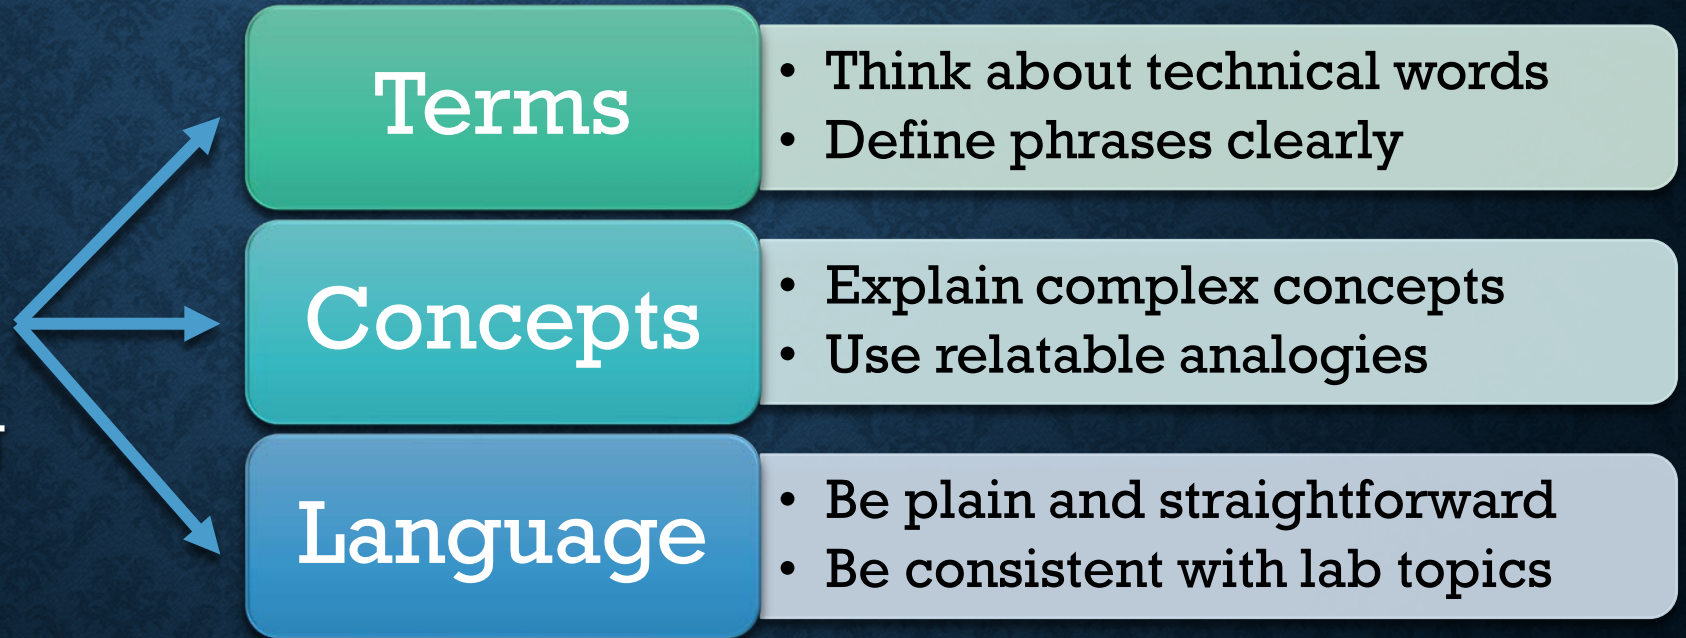 Terms
• Think about technical words
• Define phrases clearly
Concepts
• Explain complex concepts
• Use relatable analogies
Language
• Be plain and straightforward
• Be consistent with lab topics